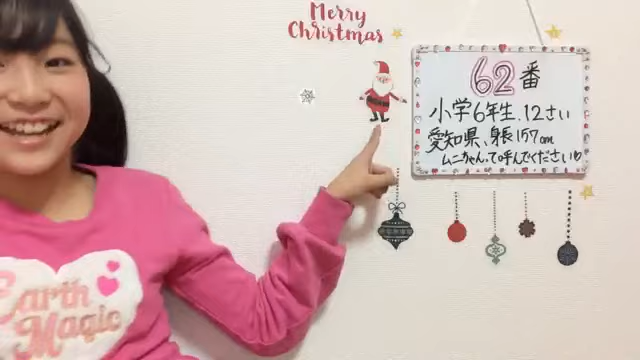 Merry
Christmas
62番
小学6年生、12さい
愛知県、身長157cm
ムニちゃんって呼んでください♡
Earth
Magic